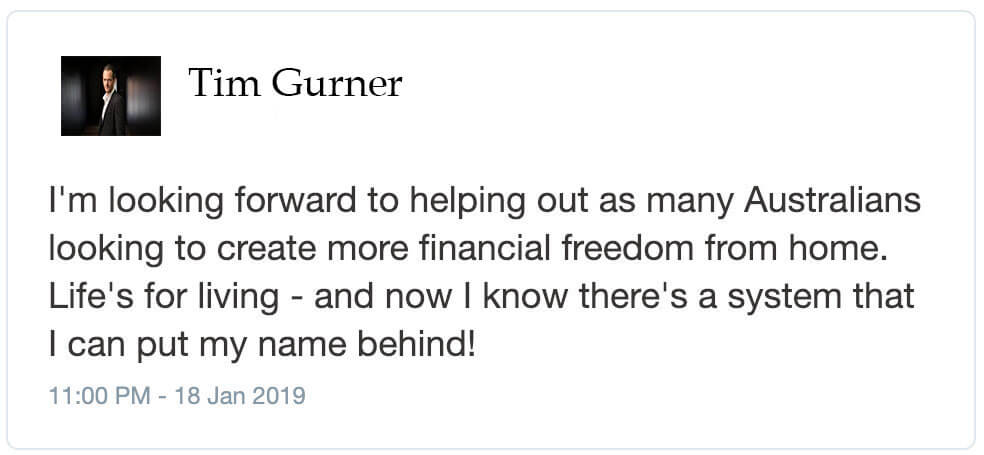 Tim Gurner
I'm looking forward to helping out as many Australians
looking to create more financial freedom from home.
Life's for living - and now I know there's a system that
I can put my name behind!
11:00 PM - 18 Jan 2019